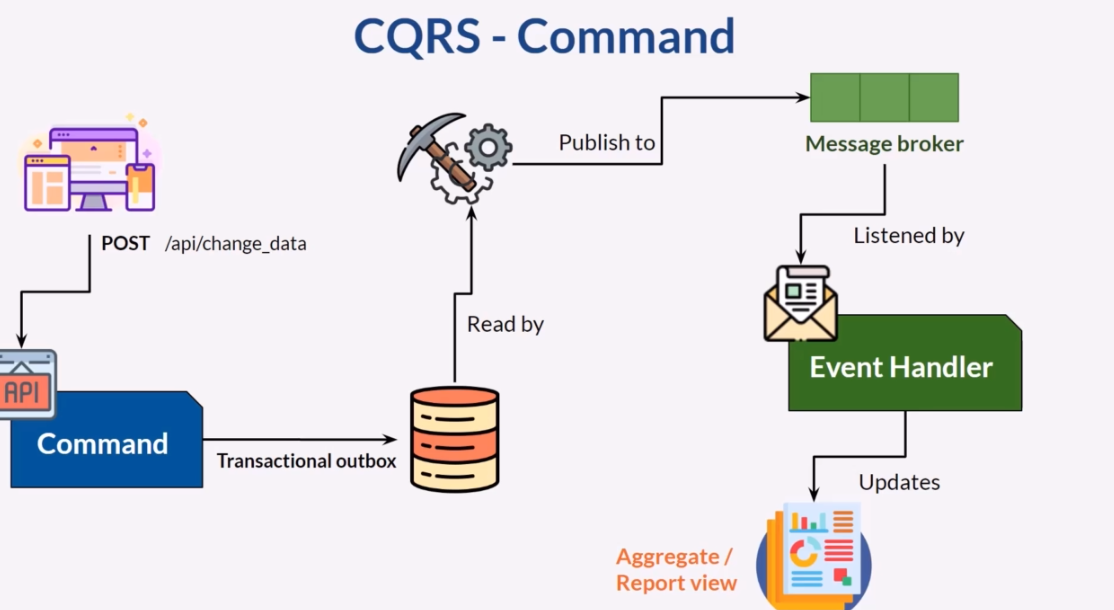 CQRS - Command
POST /api/change_data
API
Command
Transactional outbox
Read by
Publish to
Message broker
Listened by
Event Handler
Updates
Aggregate /
Report view